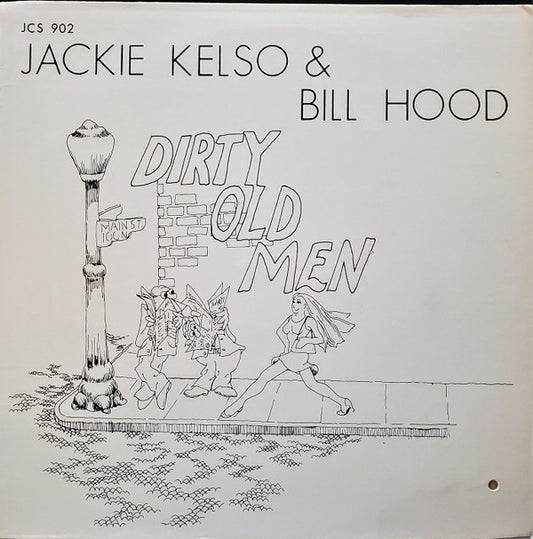 JCS 902
JACKIE KELSO &
BILL HOOD
DIRTY
OLD
MEN
MAIN ST